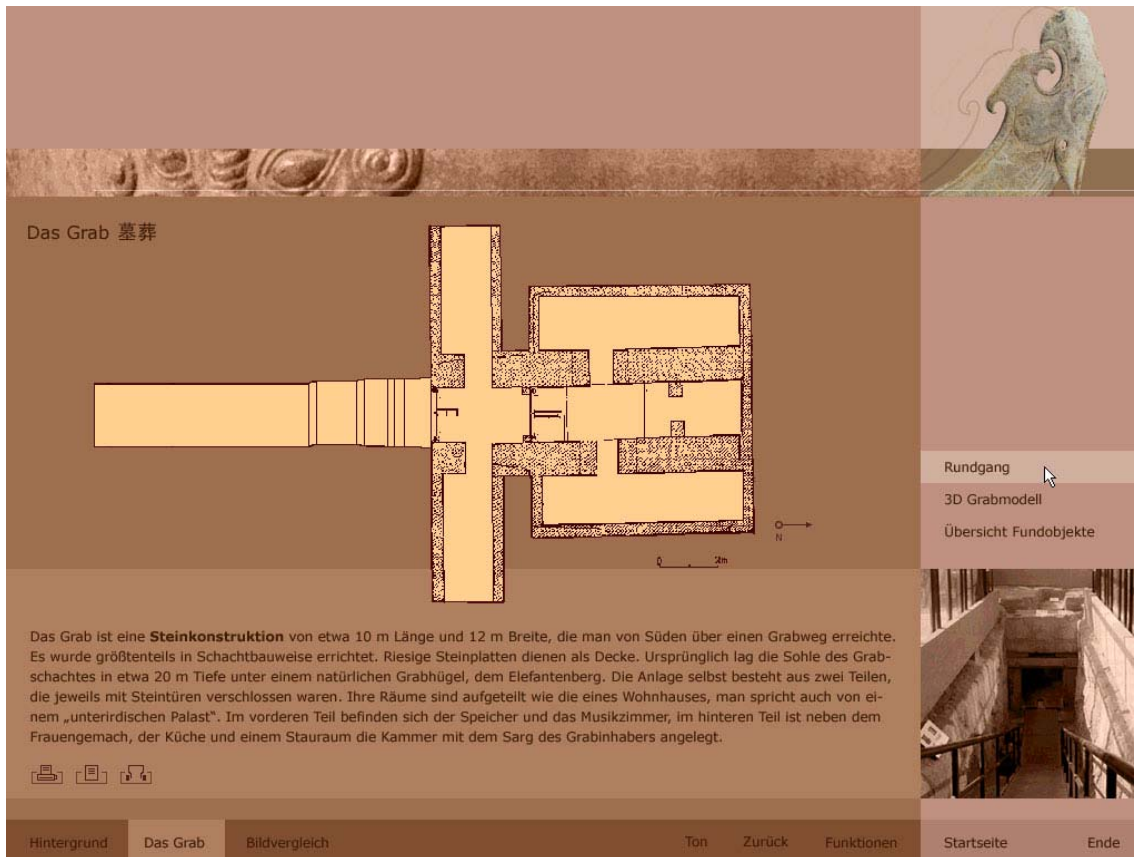 Das Grab 墓葬
N
0
2m
Rundgang
3D Grabmodell
Übersicht Fundobjekte
Das Grab ist eine Steinkonstruktion von etwa 10 m Länge und 12 m Breite, die man von Süden über einen Grabweg erreichte.
Es wurde größtenteils in Schachtbauweise errichtet. Riesige Steinplatten dienen als Decke. Ursprünglich lag die Sohle des Grab-
schachtes in etwa 20 m Tiefe unter einem natürlichen Grabhügel, dem Elefantenberg. Die Anlage selbst besteht aus zwei Teilen,
die jeweils mit Steintüren verschlossen waren. Ihre Räume sind aufgeteilt wie die eines Wohnhauses, man spricht auch von ei-
nem „unterirdischen Palast“. Im vorderen Teil befinden sich der Speicher und das Musikzimmer, im hinteren Teil ist neben dem
Frauengemach, der Küche und einem Stauraum die Kammer mit dem Sarg des Grabinhabers angelegt.
Hintergrund Das Grab Bildvergleich Ton Zurück Funktionen Startseite Ende